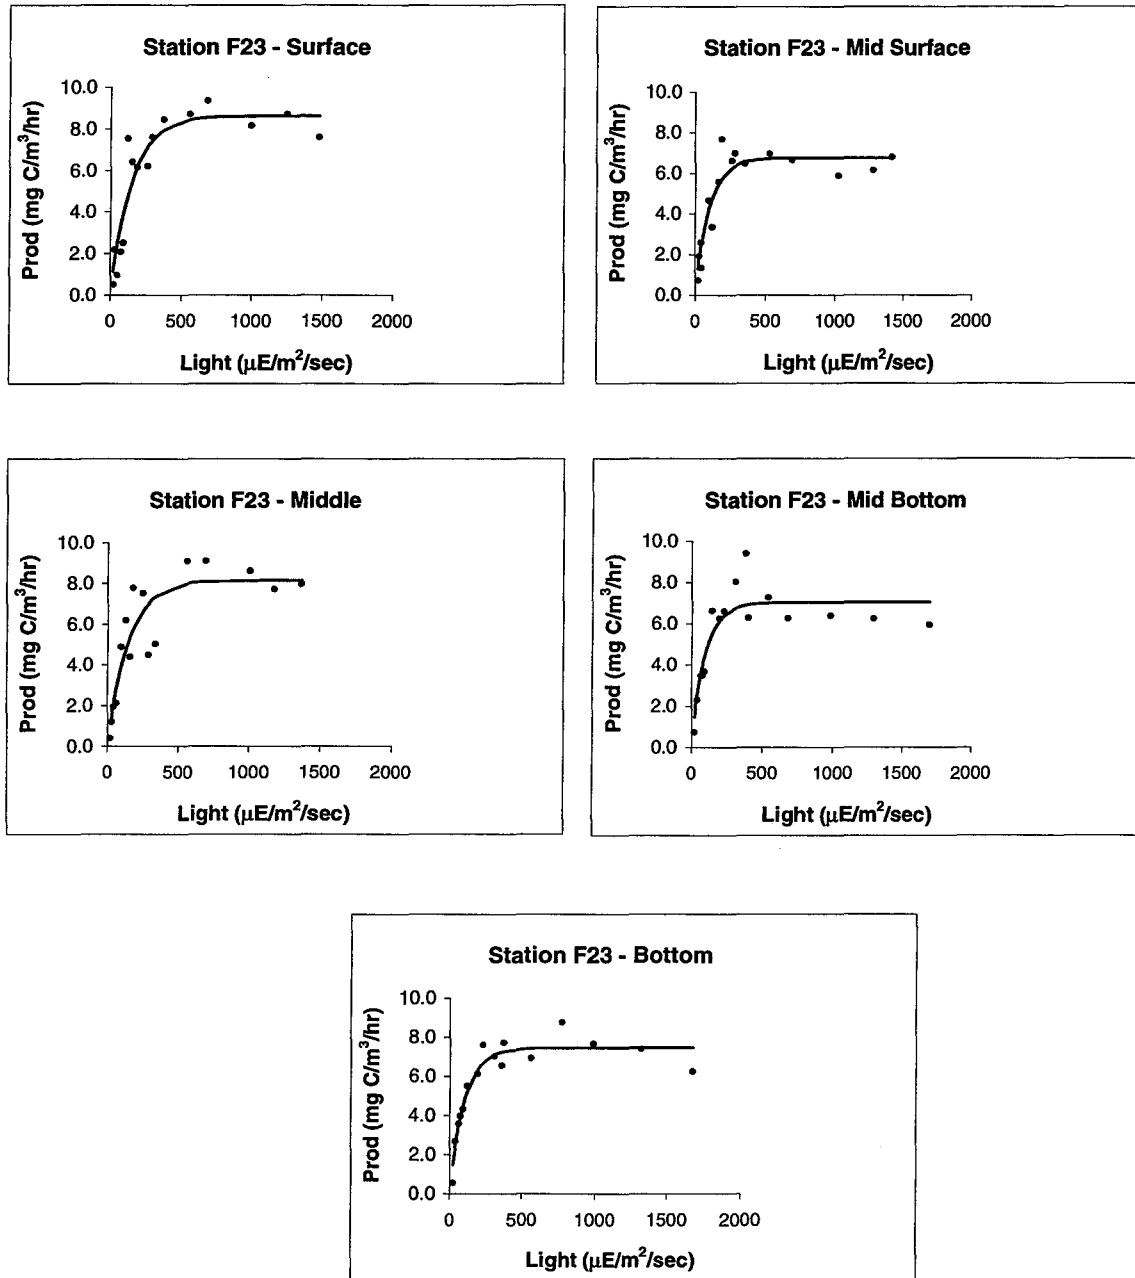 Station F23 - Surface
Prod (mg C/m³/hr)
10.0
8.0
6.0
4.0
2.0
0.0
0 500 1000 1500 2000
Light (µE/m²/sec)
Station F23 - Mid Surface
Prod (mg C/m³/hr)
10.0
8.0
6.0
4.0
2.0
0.0
0 500 1000 1500 2000
Light (µE/m²/sec)
Station F23 - Middle
Prod (mg C/m³/hr)
10.0
8.0
6.0
4.0
2.0
0.0
0 500 1000 1500 2000
Light (µE/m²/sec)
Station F23 - Mid Bottom
Prod (mg C/m³/hr)
10.0
8.0
6.0
4.0
2.0
0.0
0 500 1000 1500 2000
Light (µE/m²/sec)
Station F23 - Bottom
Prod (mg C/m³/hr)
10.0
8.0
6.0
4.0
2.0
0.0
0 500 1000 1500 2000
Light (µE/m²/sec)